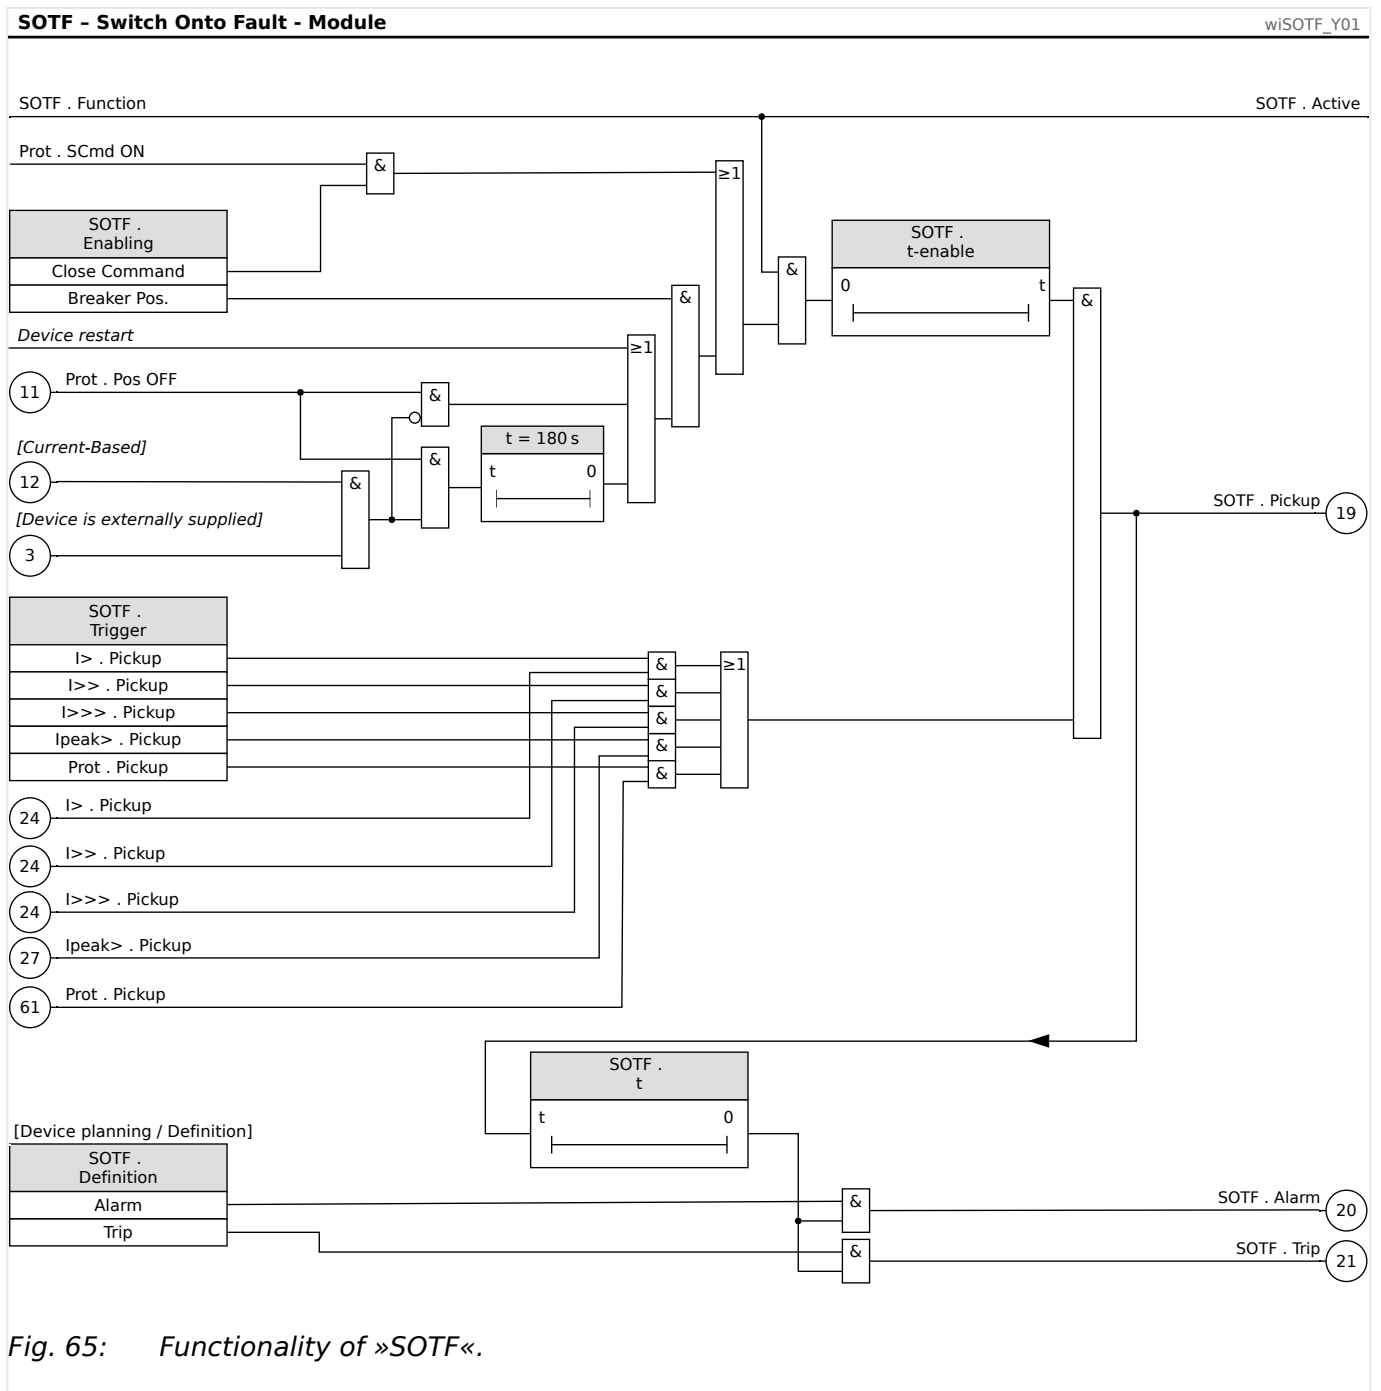 SOTF – Switch Onto Fault - Module
wiSOTF_Y01
SOTF . Function
SOTF . Active
Prot . SCmd ON
&
≥1
SOTF .
Enabling
Close Command
Breaker Pos.
SOTF .
t-enable
0
t
&
&
&
Device restart
≥1
11
Prot . Pos OFF
&
t = 180 s
t
0
[Current-Based]
12
&
&
[Device is externally supplied]
3
SOTF . Pickup
19
SOTF .
Trigger
I> . Pickup
I>> . Pickup
I>>> . Pickup
Ipeak> . Pickup
Prot . Pickup
&
&
&
&
&
≥1
24
I> . Pickup
24
I>> . Pickup
24
I>>> . Pickup
27
Ipeak> . Pickup
61
Prot . Pickup
SOTF .
t
t
0
[Device planning / Definition]
SOTF .
Definition
Alarm
Trip
&
SOTF . Alarm
20
&
SOTF . Trip
21
Fig. 65: Functionality of »SOTF«.